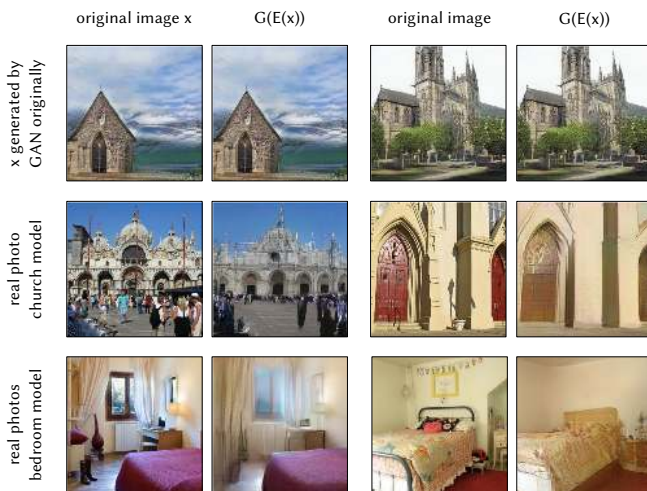 original image x
G(E(x))
original image
G(E(x))
x generated by
GAN originally
real photo
church model
real photos
bedroom model